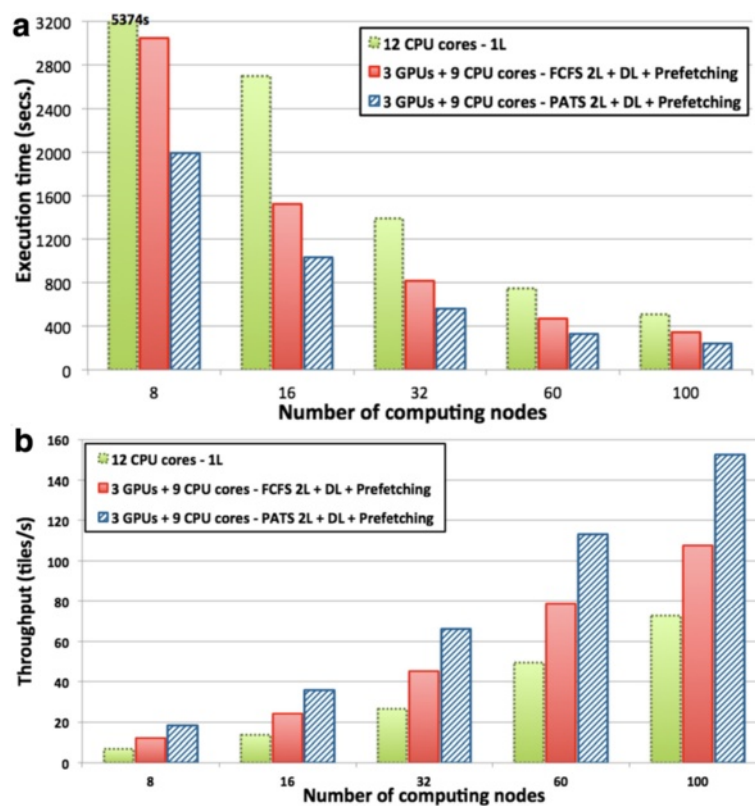 a
Execution time (secs.)
3200
2800
2400
2000
1600
1200
800
400
0
5374s
12 CPU cores - 1L
3 GPUs + 9 CPU cores - FCFS 2L + DL + Prefetching
3 GPUs + 9 CPU cores - PATS 2L + DL + Prefetching
8 16 32 60 100
Number of computing nodes
b
Throughput (tiles/s)
160
140
120
100
80
60
40
20
0
12 CPU cores - 1L
3 GPUs + 9 CPU cores - FCFS 2L + DL + Prefetching
3 GPUs + 9 CPU cores - PATS 2L + DL + Prefetching
8 16 32 60 100
Number of computing nodes